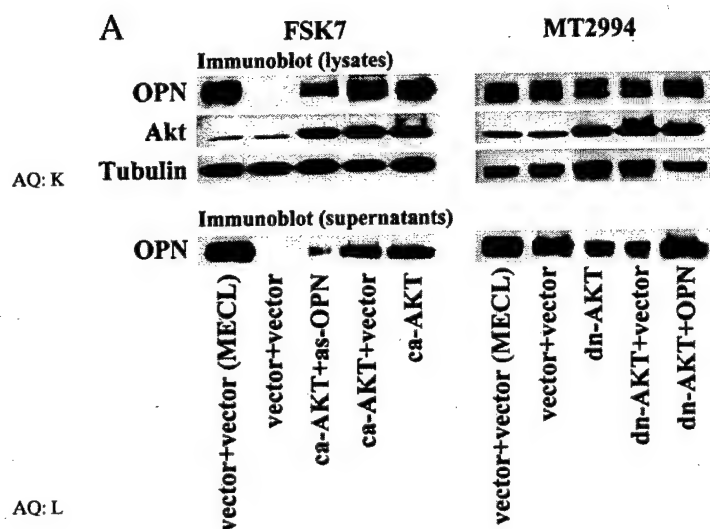 A
FSK7
MT2994
Immunoblot (lysates)
OPN
Akt
AQ: K
Tubulin
Immunoblot (supernatants)
OPN
vector+vector (MECL)
vector+vector
ca-AKT+as-OPN
ca-AKT+vector
ca-AKT
vector+vector (MECL)
vector+vector
dn-AKT
dn-AKT+vector
dn-AKT+OPN
AQ: L